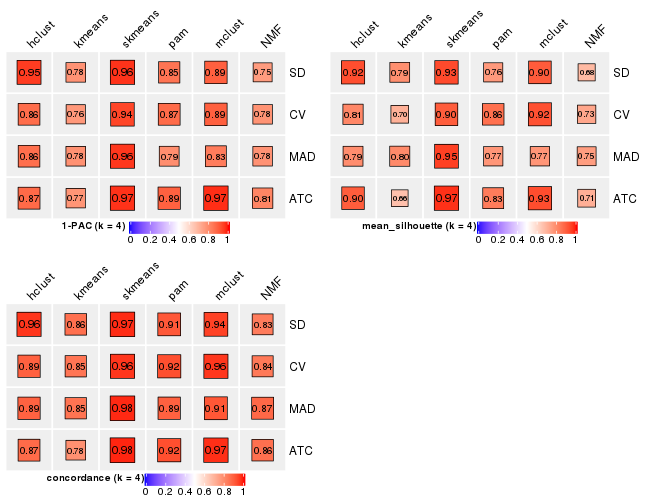 hclust kmeans skmeans pam mclust NMF
0.95 0.78 0.96 0.85 0.89 0.75 SD
0.86 0.76 0.94 0.87 0.89 0.78 CV
0.86 0.78 0.96 0.79 0.83 0.78 MAD
0.87 0.77 0.97 0.89 0.97 0.81 ATC
1-PAC (k = 4)
0 0.2 0.4 0.6 0.8 1
hclust kmeans skmeans pam mclust NMF
0.92 0.79 0.93 0.76 0.90 0.68 SD
0.81 0.70 0.90 0.86 0.92 0.73 CV
0.79 0.80 0.95 0.77 0.77 0.75 MAD
0.90 0.66 0.97 0.83 0.93 0.71 ATC
mean_silhouette (k = 4)
0 0.2 0.4 0.6 0.8 1
hclust kmeans skmeans pam mclust NMF
0.96 0.86 0.97 0.91 0.94 0.83 SD
0.89 0.85 0.96 0.92 0.96 0.84 CV
0.89 0.85 0.98 0.89 0.91 0.87 MAD
0.87 0.78 0.98 0.92 0.97 0.86 ATC
concordance (k = 4)
0 0.2 0.4 0.6 0.8 1